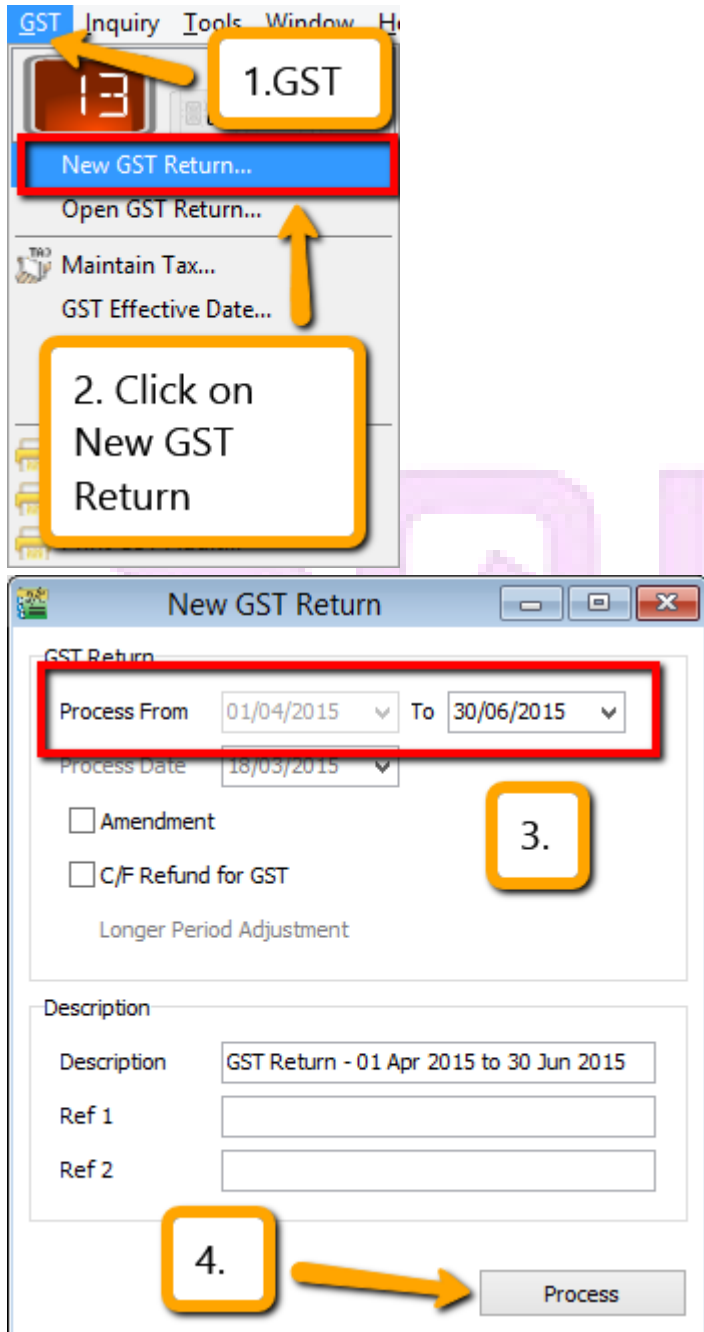 GST Inquiry Tools Window
1.GST
13
New GST Return...
Open GST Return...
TAX
Maintain Tax...
GST Effective Date...
2. Click on
New GST
Return
New GST Return
GST Return
Process From 01/04/2015 To 30/06/2015
Process Date 18/03/2015
Amendment
3.
C/F Refund for GST
Longer Period Adjustment
Description
Description GST Return - 01 Apr 2015 to 30 Jun 2015
Ref 1
Ref 2
4.
Process